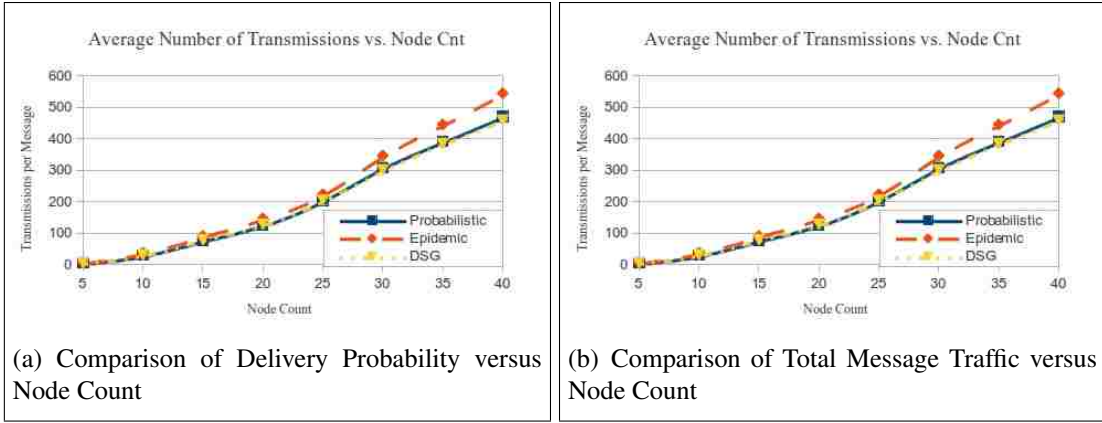 Average Number of Transmissions vs. Node Cnt
Transmissions per Message
600
500
400
300
200
100
0
5 10 15 20 25 30 35 40
Node Count
Probabilistic
Epidemic
DSG
(a) Comparison of Delivery Probability versus
Node Count
Average Number of Transmissions vs. Node Cnt
Transmissions per Message
600
500
400
300
200
100
0
5 10 15 20 25 30 35 40
Node Count
Probabilistic
Epidemic
DSG
(b) Comparison of Total Message Traffic versus
Node Count